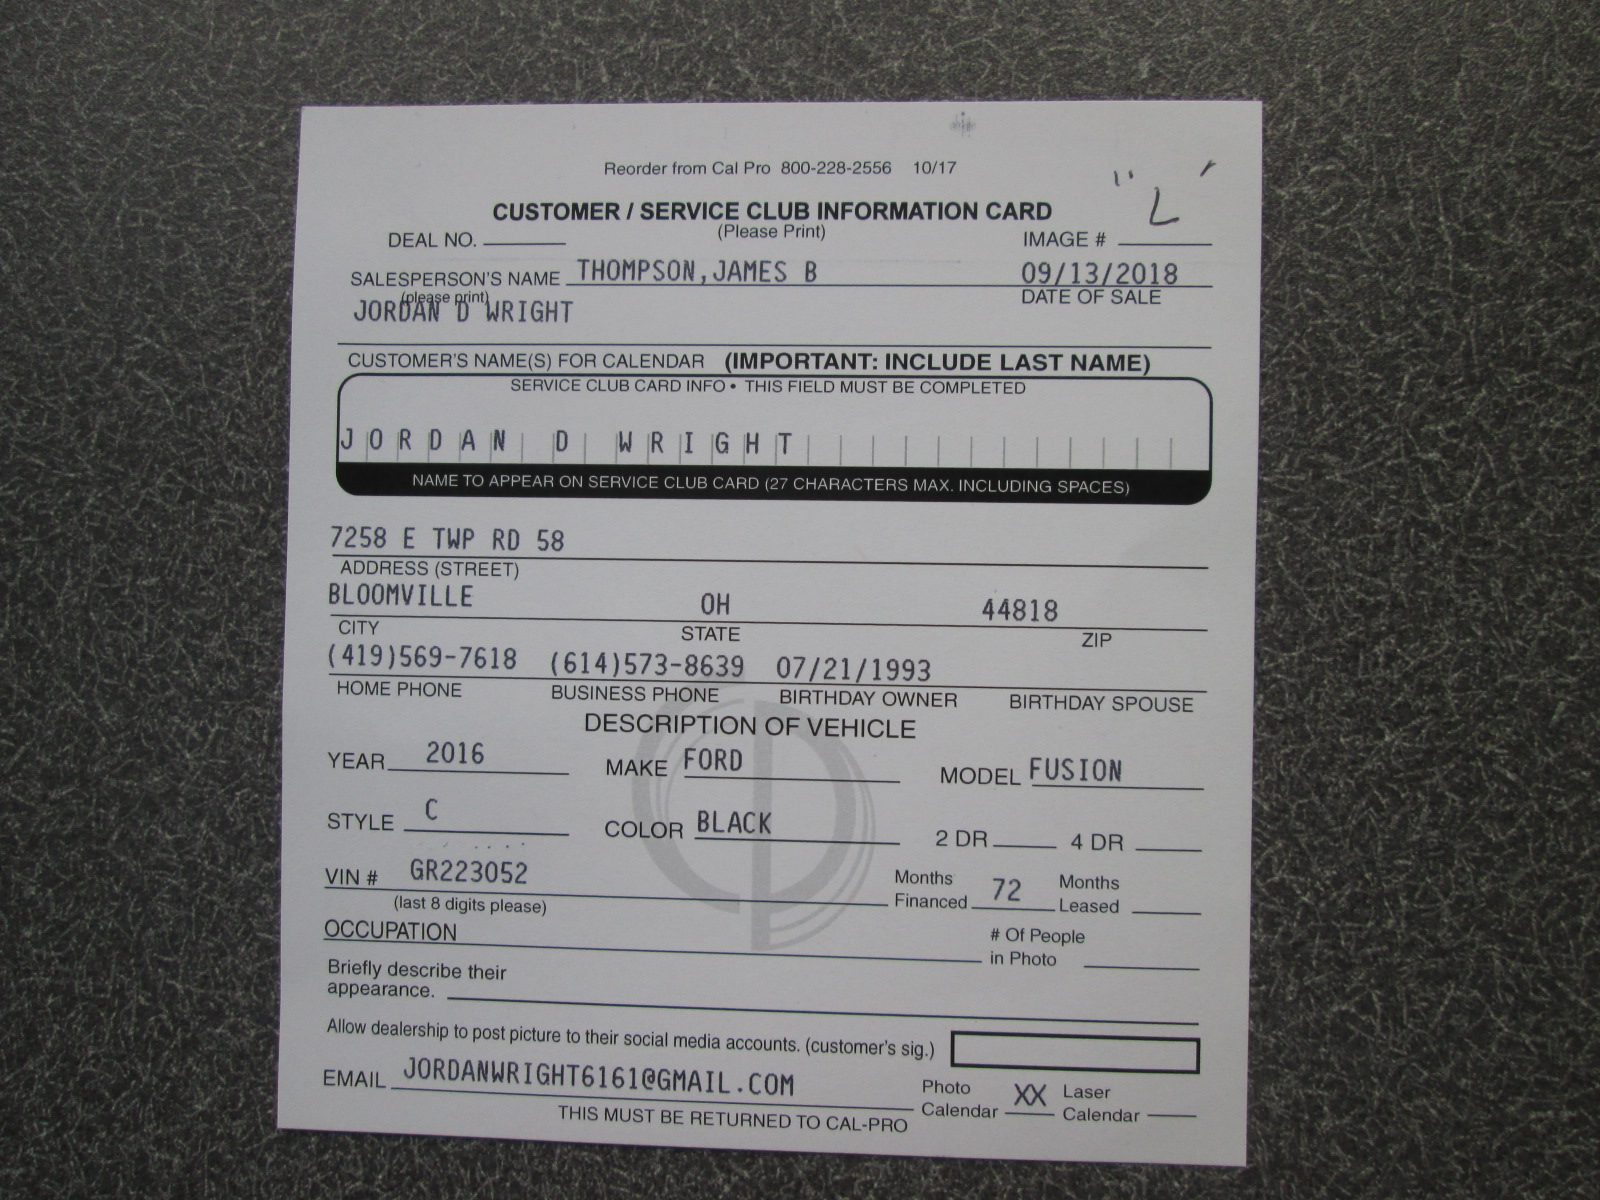 Reorder from Cal Pro 800-228-2556 10/17
"L"
CUSTOMER / SERVICE CLUB INFORMATION CARD
(Please Print)
DEAL NO. IMAGE #
SALESPERSON'S NAME THOMPSON,JAMES B 09/13/2018
(please print) DATE OF SALE
JORDAN D WRIGHT
CUSTOMER'S NAME(S) FOR CALENDAR (IMPORTANT: INCLUDE LAST NAME)
SERVICE CLUB CARD INFO • THIS FIELD MUST BE COMPLETED
JORDAN D WRIGHT
NAME TO APPEAR ON SERVICE CLUB CARD (27 CHARACTERS MAX. INCLUDING SPACES)
7258 E TWP RD 58
ADDRESS (STREET)
BLOOMVILLE OH 44818
CITY STATE ZIP
(419)569-7618 (614)573-8639 07/21/1993
HOME PHONE BUSINESS PHONE BIRTHDAY OWNER BIRTHDAY SPOUSE
DESCRIPTION OF VEHICLE
YEAR 2016 MAKE FORD MODEL FUSION
STYLE C COLOR BLACK 2 DR 4 DR
VIN # GR223052 Months Financed 72 Months Leased
(last 8 digits please)
OCCUPATION # Of People in Photo
Briefly describe their
appearance.
Allow dealership to post picture to their social media accounts. (customer's sig.)
EMAIL JORDANWRIGHT6161@GMAIL.COM Photo Calendar XX Laser Calendar
THIS MUST BE RETURNED TO CAL-PRO